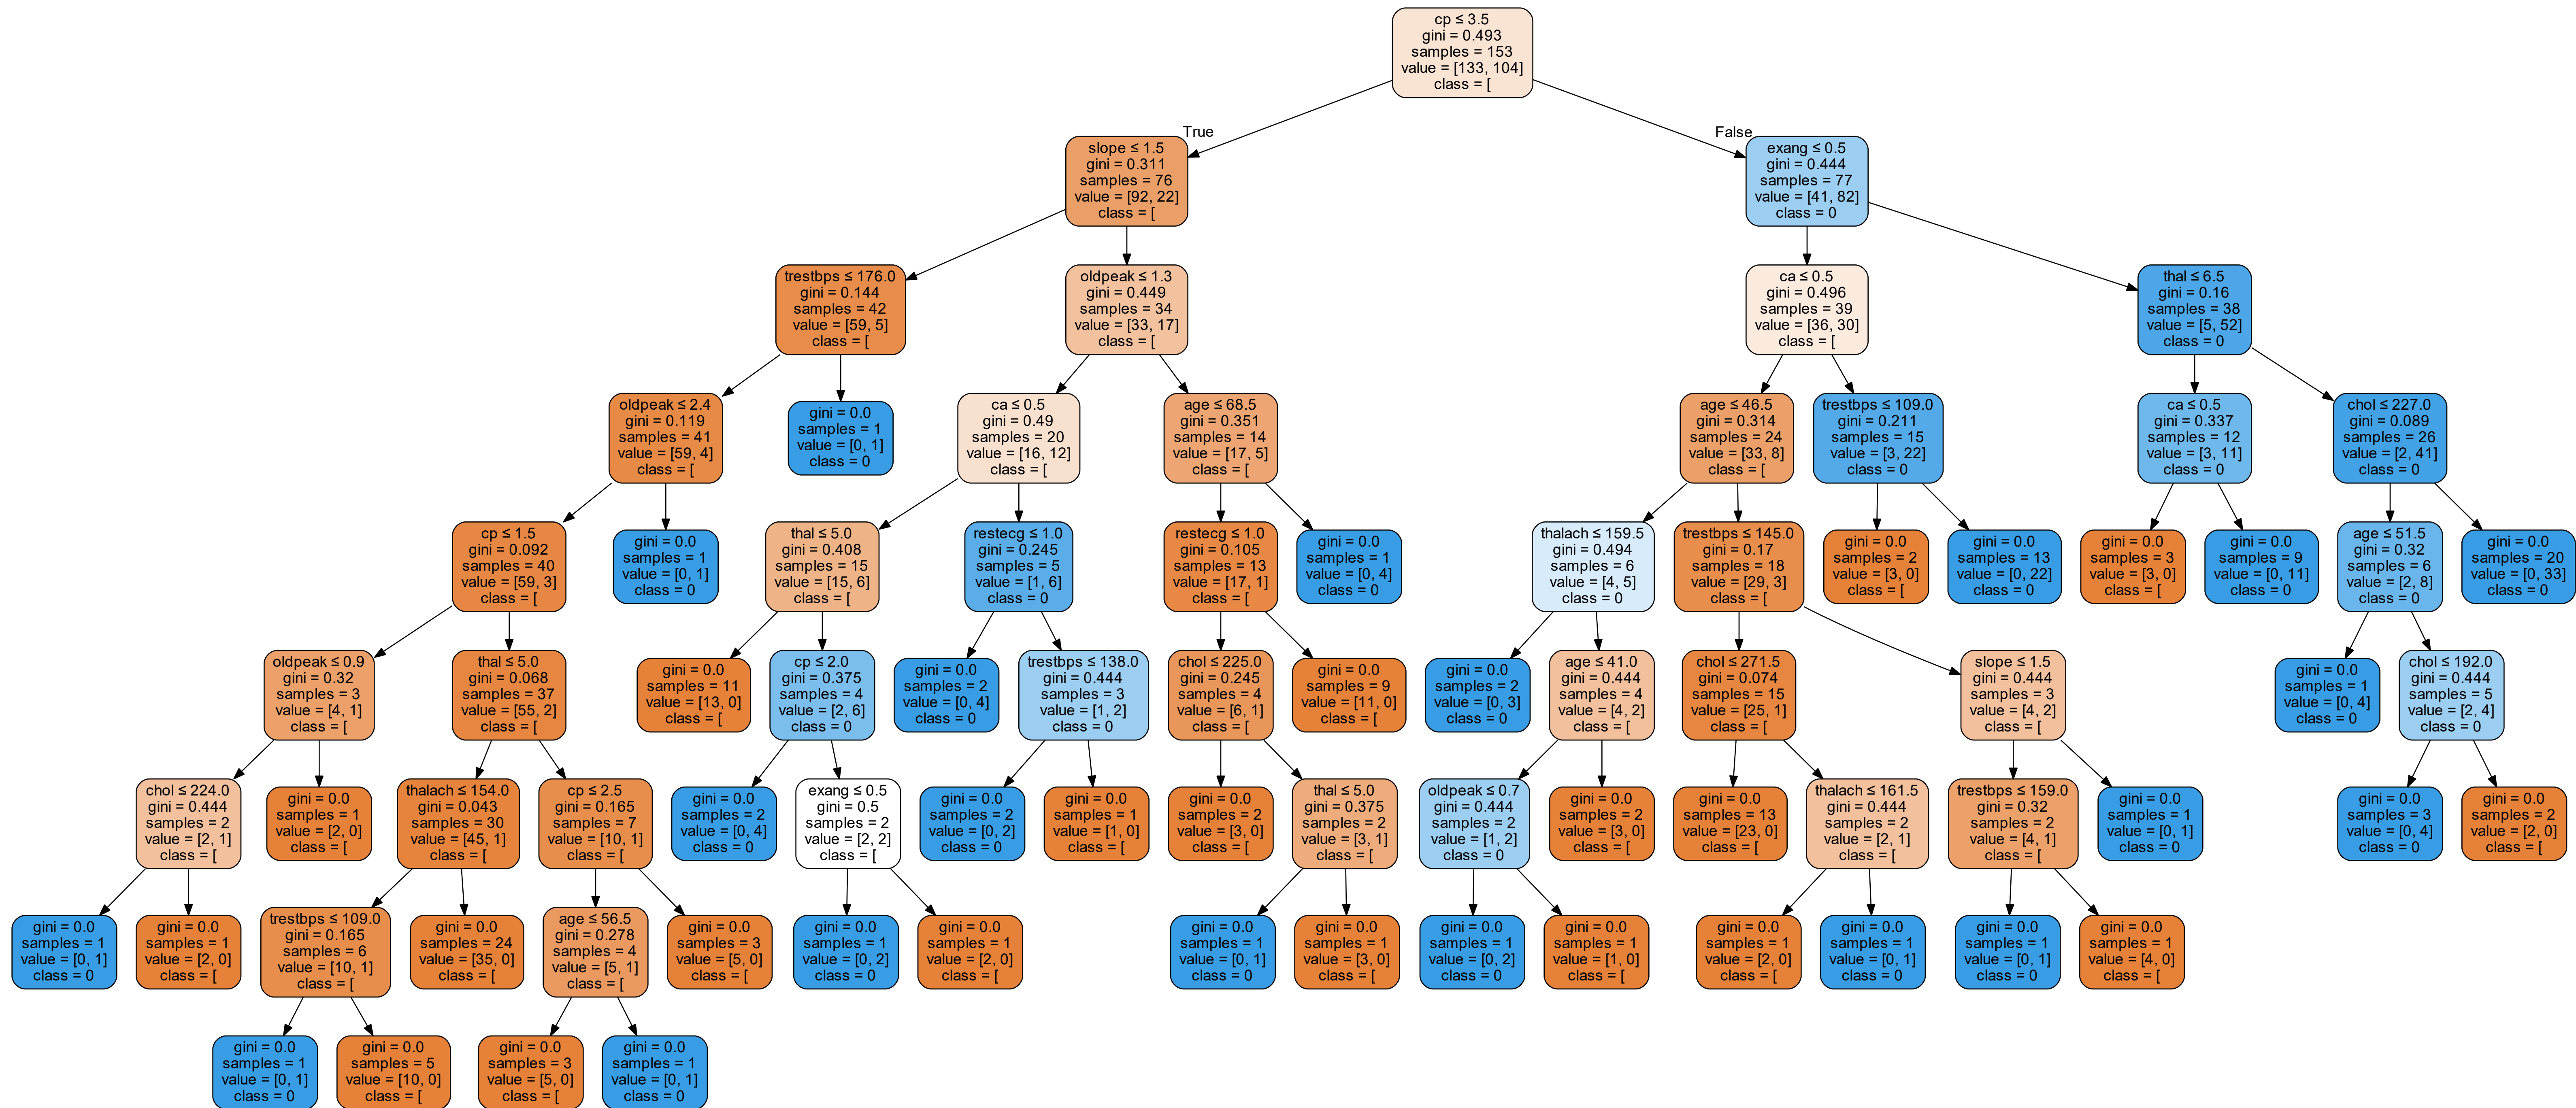 cp ≤ 3.5
gini = 0.493
samples = 153
value = [133, 104]
class = [
True
False
slope ≤ 1.5
gini = 0.311
samples = 76
value = [92, 22]
class = [
exang ≤ 0.5
gini = 0.444
samples = 77
value = [41, 82]
class = 0
trestbps ≤ 176.0
gini = 0.144
samples = 42
value = [59, 5]
class = [
oldpeak ≤ 1.3
gini = 0.449
samples = 34
value = [33, 17]
class = [
ca ≤ 0.5
gini = 0.496
samples = 39
value = [36, 30]
class = [
thal ≤ 6.5
gini = 0.16
samples = 38
value = [5, 52]
class = 0
oldpeak ≤ 2.4
gini = 0.119
samples = 41
value = [59, 4]
class = [
gini = 0.0
samples = 1
value = [0, 1]
class = 0
ca ≤ 0.5
gini = 0.49
samples = 20
value = [16, 12]
class = [
age ≤ 68.5
gini = 0.351
samples = 14
value = [17, 5]
class = [
age ≤ 46.5
gini = 0.314
samples = 24
value = [33, 8]
class = [
trestbps ≤ 109.0
gini = 0.211
samples = 15
value = [3, 22]
class = 0
ca ≤ 0.5
gini = 0.337
samples = 12
value = [3, 11]
class = 0
chol ≤ 227.0
gini = 0.089
samples = 26
value = [2, 41]
class = 0
cp ≤ 1.5
gini = 0.092
samples = 40
value = [59, 3]
class = [
gini = 0.0
samples = 1
value = [0, 1]
class = 0
thal ≤ 5.0
gini = 0.408
samples = 15
value = [15, 6]
class = [
restecg ≤ 1.0
gini = 0.245
samples = 5
value = [1, 6]
class = 0
restecg ≤ 1.0
gini = 0.105
samples = 13
value = [17, 1]
class = [
gini = 0.0
samples = 1
value = [0, 4]
class = 0
thalach ≤ 159.5
gini = 0.494
samples = 6
value = [4, 5]
class = 0
trestbps ≤ 145.0
gini = 0.17
samples = 18
value = [29, 3]
class = [
gini = 0.0
samples = 2
value = [3, 0]
class = [
gini = 0.0
samples = 13
value = [0, 22]
class = 0
gini = 0.0
samples = 3
value = [3, 0]
class = [
gini = 0.0
samples = 9
value = [0, 11]
class = 0
age ≤ 51.5
gini = 0.32
samples = 6
value = [2, 8]
class = 0
gini = 0.0
samples = 20
value = [0, 33]
class = 0
oldpeak ≤ 0.9
gini = 0.32
samples = 3
value = [4, 1]
class = [
thal ≤ 5.0
gini = 0.068
samples = 37
value = [55, 2]
class = [
gini = 0.0
samples = 11
value = [13, 0]
class = [
cp ≤ 2.0
gini = 0.375
samples = 4
value = [2, 6]
class = 0
gini = 0.0
samples = 2
value = [0, 4]
class = 0
trestbps ≤ 138.0
gini = 0.444
samples = 3
value = [1, 2]
class = 0
chol ≤ 225.0
gini = 0.245
samples = 4
value = [6, 1]
class = [
gini = 0.0
samples = 9
value = [11, 0]
class = [
gini = 0.0
samples = 2
value = [0, 3]
class = 0
age ≤ 41.0
gini = 0.444
samples = 4
value = [4, 2]
class = [
chol ≤ 271.5
gini = 0.074
samples = 15
value = [25, 1]
class = [
slope ≤ 1.5
gini = 0.444
samples = 3
value = [4, 2]
class = [
gini = 0.0
samples = 1
value = [0, 4]
class = 0
chol ≤ 192.0
gini = 0.444
samples = 5
value = [2, 4]
class = 0
chol ≤ 224.0
gini = 0.444
samples = 2
value = [2, 1]
class = [
gini = 0.0
samples = 1
value = [2, 0]
class = [
thalach ≤ 154.0
gini = 0.043
samples = 30
value = [45, 1]
class = [
cp ≤ 2.5
gini = 0.165
samples = 7
value = [10, 1]
class = [
gini = 0.0
samples = 2
value = [0, 4]
class = 0
exang ≤ 0.5
gini = 0.5
samples = 2
value = [2, 2]
class = [
gini = 0.0
samples = 2
value = [0, 2]
class = 0
gini = 0.0
samples = 1
value = [1, 0]
class = [
gini = 0.0
samples = 2
value = [3, 0]
class = [
thal ≤ 5.0
gini = 0.375
samples = 2
value = [3, 1]
class = [
oldpeak ≤ 0.7
gini = 0.444
samples = 2
value = [1, 2]
class = 0
gini = 0.0
samples = 2
value = [3, 0]
class = [
gini = 0.0
samples = 13
value = [23, 0]
class = [
thalach ≤ 161.5
gini = 0.444
samples = 2
value = [2, 1]
class = [
trestbps ≤ 159.0
gini = 0.32
samples = 2
value = [4, 1]
class = [
gini = 0.0
samples = 1
value = [0, 1]
class = 0
gini = 0.0
samples = 3
value = [0, 4]
class = 0
gini = 0.0
samples = 2
value = [2, 0]
class = [
gini = 0.0
samples = 1
value = [0, 1]
class = 0
gini = 0.0
samples = 1
value = [2, 0]
class = [
trestbps ≤ 109.0
gini = 0.165
samples = 6
value = [10, 1]
class = [
gini = 0.0
samples = 24
value = [35, 0]
class = [
age ≤ 56.5
gini = 0.278
samples = 4
value = [5, 1]
class = [
gini = 0.0
samples = 3
value = [5, 0]
class = [
gini = 0.0
samples = 1
value = [0, 2]
class = 0
gini = 0.0
samples = 1
value = [2, 0]
class = [
gini = 0.0
samples = 1
value = [0, 1]
class = 0
gini = 0.0
samples = 1
value = [3, 0]
class = [
gini = 0.0
samples = 1
value = [0, 2]
class = 0
gini = 0.0
samples = 1
value = [1, 0]
class = [
gini = 0.0
samples = 1
value = [2, 0]
class = [
gini = 0.0
samples = 1
value = [0, 1]
class = 0
gini = 0.0
samples = 1
value = [0, 1]
class = 0
gini = 0.0
samples = 1
value = [4, 0]
class = [
gini = 0.0
samples = 1
value = [0, 1]
class = 0
gini = 0.0
samples = 5
value = [10, 0]
class = [
gini = 0.0
samples = 3
value = [5, 0]
class = [
gini = 0.0
samples = 1
value = [0, 1]
class = 0